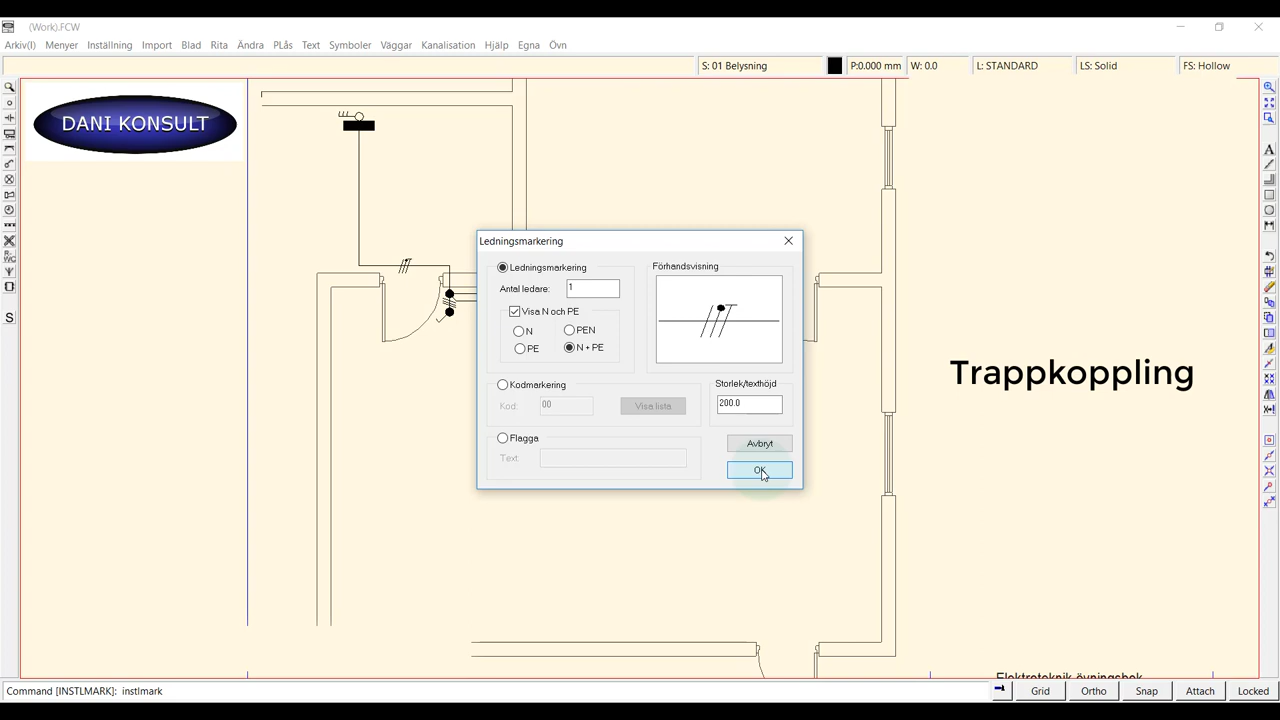 (Work).FCW
Arkiv(I) Menyer Inställning Import Blad Rita Ändra PLås Text Symboler Väggar Kanalisation Hjälp Egna Övn
S: 01 Belysning P:0.000 mm W: 0.0 L: STANDARD LS: Solid FS: Hollow
DANI KONSULT
Ledningsmarkering
Ledningsmarkering
Antal ledare: 1
Visa N och PE
N PEN
PE N + PE
Förhandsvisning
Kodmarkering
Kod: 00 Visa lista
Storlek/texthöjd
200.0
Flagga
Text
Avbryt
OK
Trappkoppling
R-
WG
A
S
Elektroteknik övningsbok
Command [INSTLMARK]: instlmark
Grid Ortho Snap Attach Locked